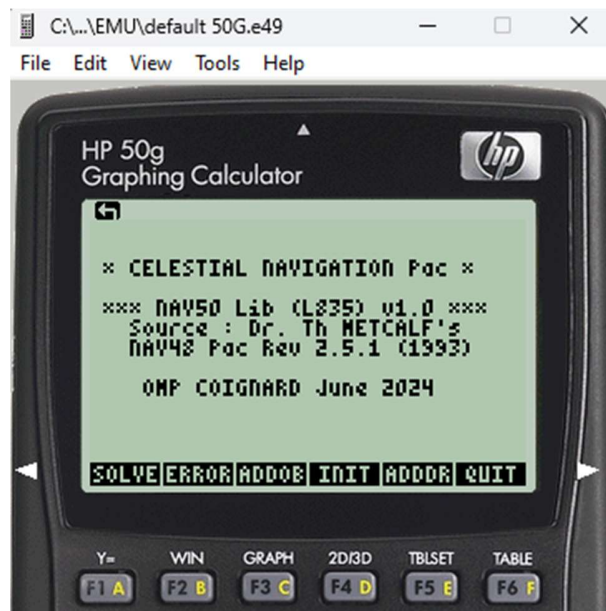 C:\...\EMU\default 50G.e49
File Edit View Tools Help
HP 50g
Graphing Calculator
hp
* CELESTIAL NAVIGATION Pac *
*** NAV50 Lib (L835) v1.0 ***
Source : Dr. Th METCALF's
NAV48 Pac Rev 2.5.1 (1993)
OMP COIGNARD June 2024
SOLVE ERROR ADDOB INIT ADDDR QUIT
Y= WIN GRAPH 2D/3D TBLSET TABLE
F1 A F2 B F3 C F4 D F5 E F6 F